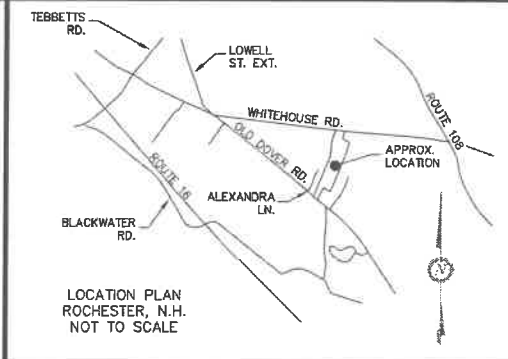 TEBBETTS
RD.
LOWELL
ST. EXT.
WHITEHOUSE RD.
ROUTE 108
OLD DOVER RD.
APPROX.
LOCATION
ROUTE 16
ALEXANDRA
LN.
BLACKWATER
RD.
N
LOCATION PLAN
ROCHESTER, N.H.
NOT TO SCALE